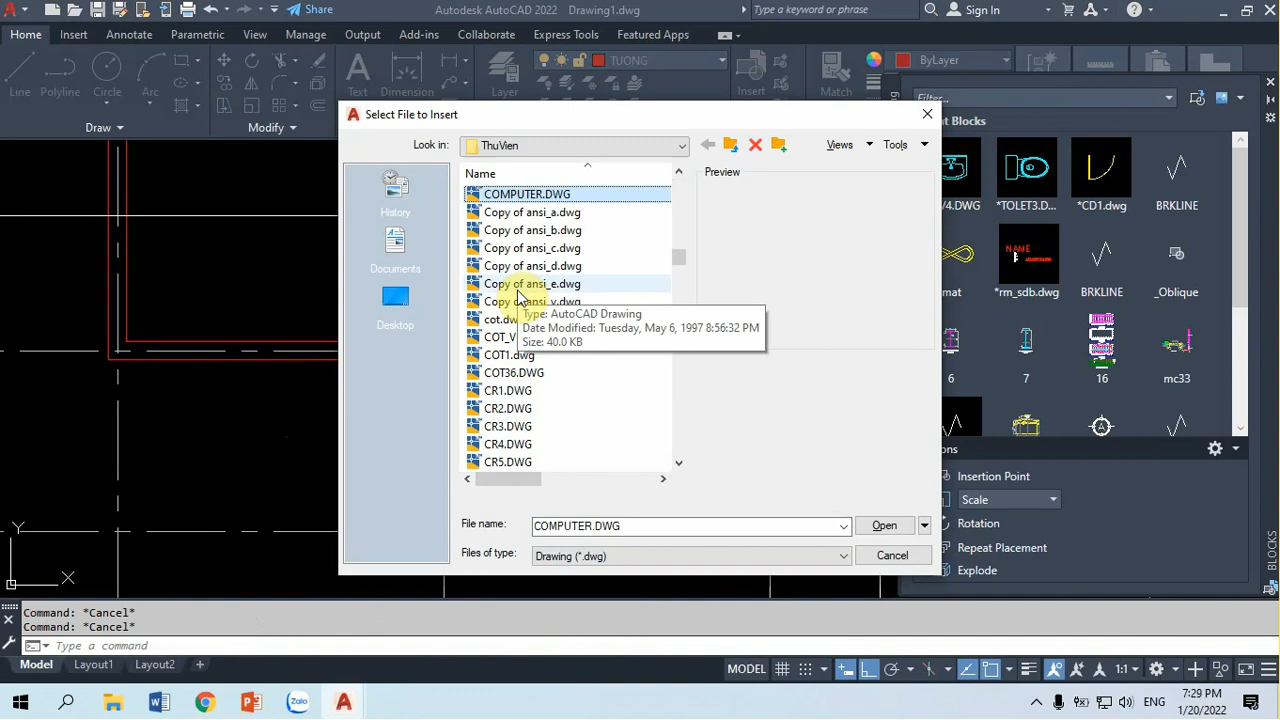 Share
Autodesk AutoCAD 2022 Drawing1.dwg
Type a keyword or phrase
Sign In
Home Insert Annotate Parametric View Manage Output Add-ins Collaborate Express Tools Featured Apps
TUONG
ByLayer
Line Polyline Circle Arc
Text Dimension
Layer
Insert
Match
Draw
Modify
Filter...
Select File to Insert
Look in:
ThuVien
Views
Tools
Name
Preview
COMPUTER.DWG
Copy of ansi_a.dwg
Copy of ansi_b.dwg
Copy of ansi_c.dwg
Copy of ansi_d.dwg
Copy of ansi_e.dwg
Copy of ansi_v.dwg
COT1.dwg
COT36.DWG
CR1.DWG
CR2.DWG
CR3.DWG
CR4.DWG
CR5.DWG
Type: AutoCAD Drawing
Date Modified: Tuesday, May 6, 1997 8:56:32 PM
Size: 40.0 KB
History
Documents
Desktop
File name:
COMPUTER.DWG
Open
Files of type:
Drawing (*.dwg)
Cancel
Blocks
*TOLET3.D...
*CD1.dwg
BRKLINE
NAME
*rm_sdb.dwg
BRKLINE
_Oblique
6
7
16
mc33
Insertion Point
Scale
Rotation
Repeat Placement
Explode
BLOCKS
Y
X
Command: *Cancel*
Command: *Cancel*
Type a command
Model Layout1 Layout2
MODEL
1:1
ENG
7:29 PM
1/20/2022